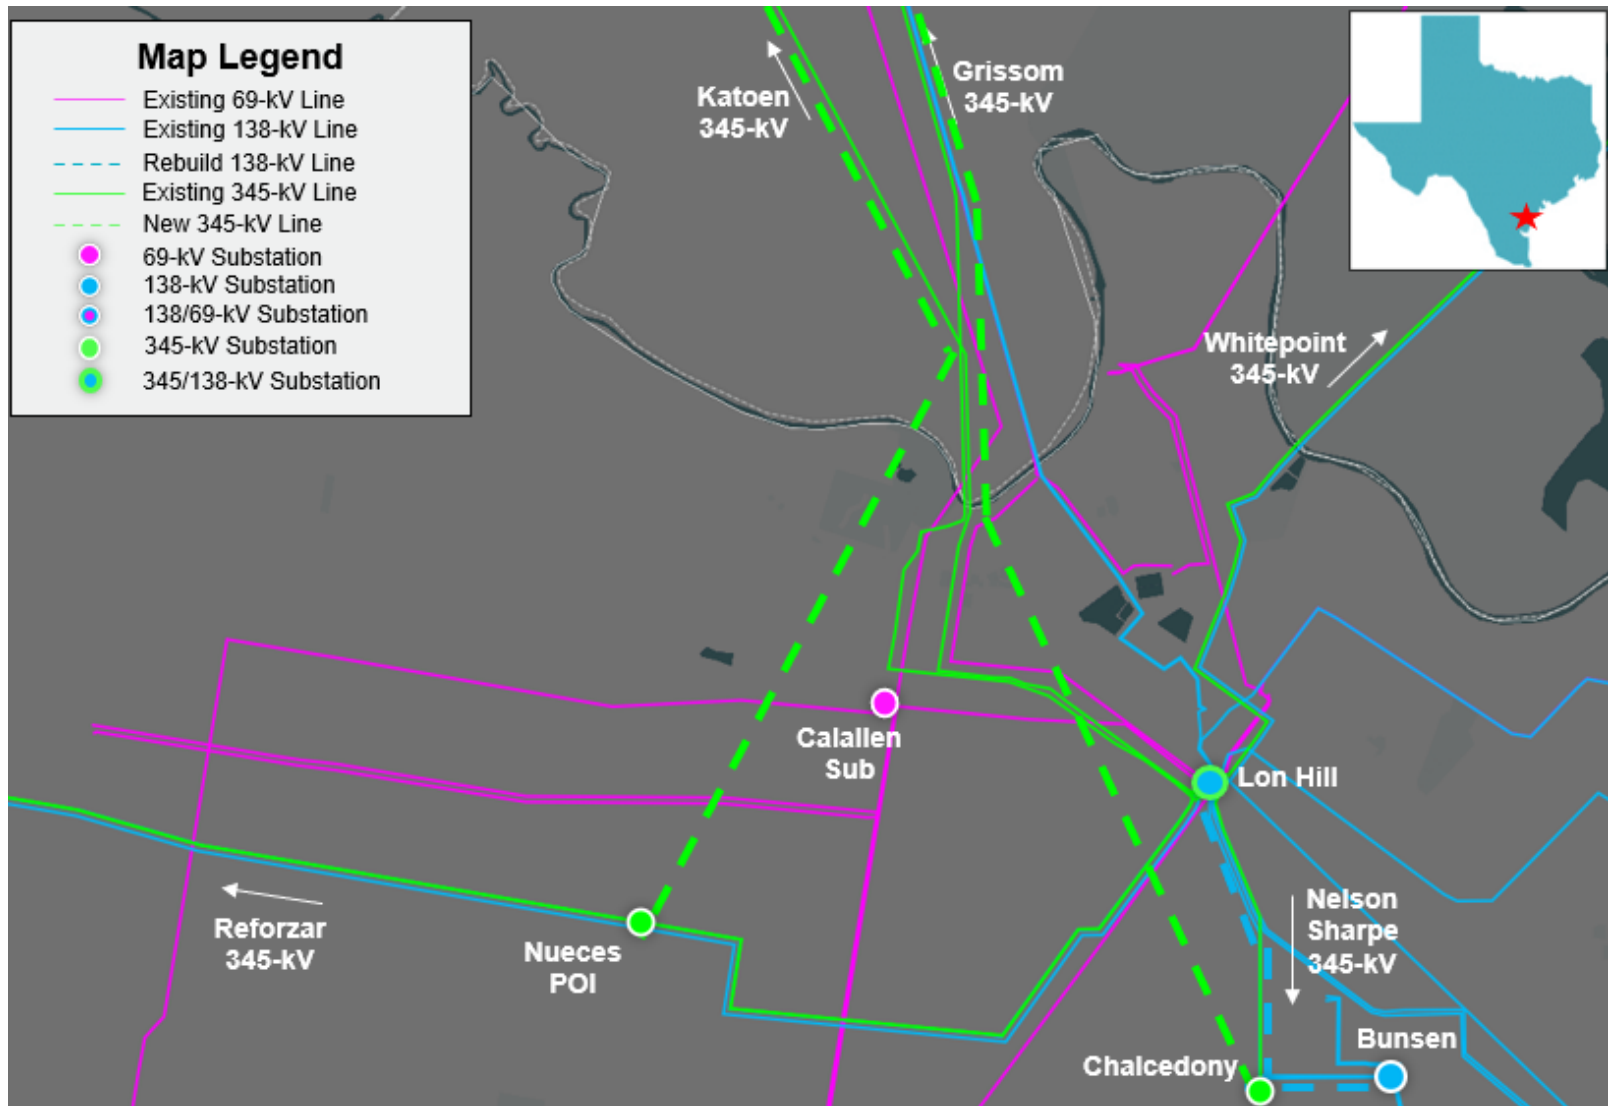 Map Legend
Existing 69-kV Line
Existing 138-kV Line
Rebuild 138-kV Line
Existing 345-kV Line
New 345-kV Line
69-kV Substation
138-kV Substation
138/69-kV Substation
345-kV Substation
345/138-kV Substation
Katoen
345-kV
Grissom
345-kV
Whitepoint
345-kV
Calallen
Sub
Lon Hill
Reforzar
345-kV
Nueces
POI
Nelson
Sharpe
345-kV
Bunsen
Chalcedony